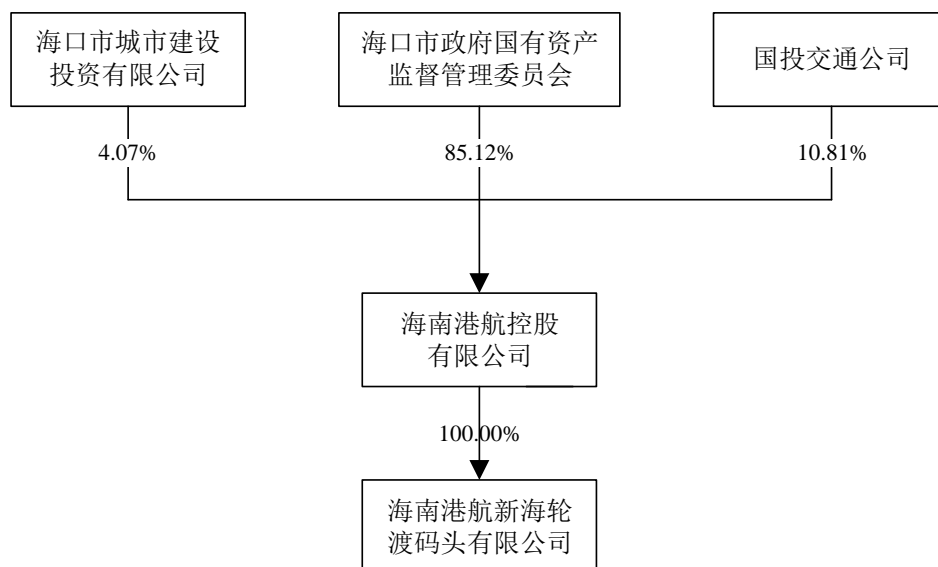 海口市城市建设
投资有限公司
海口市政府国有资产
监督管理委员会
国投交通公司
4.07%
85.12%
10.81%
海南港航控股
有限公司
100.00%
海南港航新海轮
渡码头有限公司